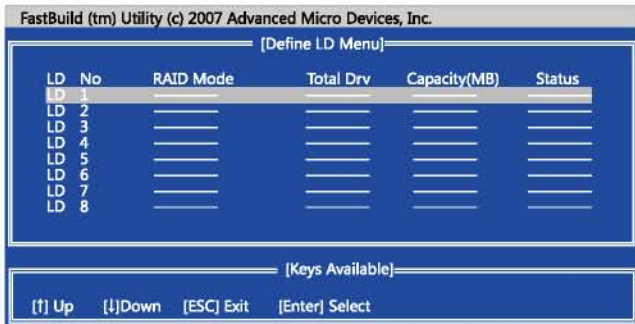 FastBuild (tm) Utility (c) 2007 Advanced Micro Devices, Inc.
[Define LD Menu]
LD No RAID Mode Total Drv Capacity(MB) Status
LD 1
LD 2
LD 3
LD 4
LD 5
LD 6
LD 7
LD 8
[Keys Available]
[↑] Up [↓]Down [ESC] Exit [Enter] Select